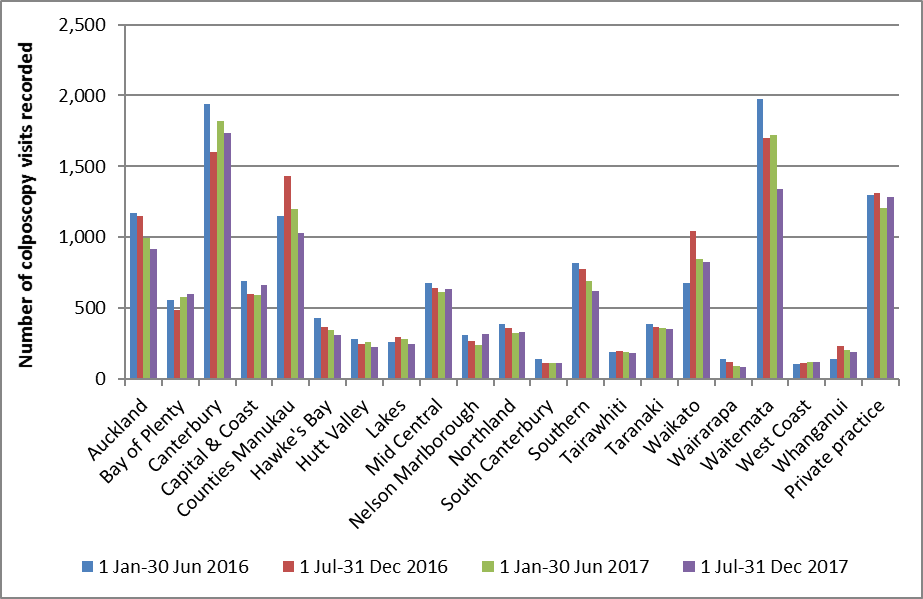 Number of colposcopy visits recorded
2,500
2,000
1,500
1,000
500
0
Auckland
Bay of Plenty
Canterbury
Capital & Coast
Counties Manukau
Hawke's Bay
Hutt Valley
Lakes
Mid Central
Nelson Marlborough
Northland
South Canterbury
Southern
Tairawhiti
Taranaki
Waikato
Wairarapa
Waitemata
West Coast
Whanganui
Private practice
1 Jan-30 Jun 2016
1 Jul-31 Dec 2016
1 Jan-30 Jun 2017
1 Jul-31 Dec 2017